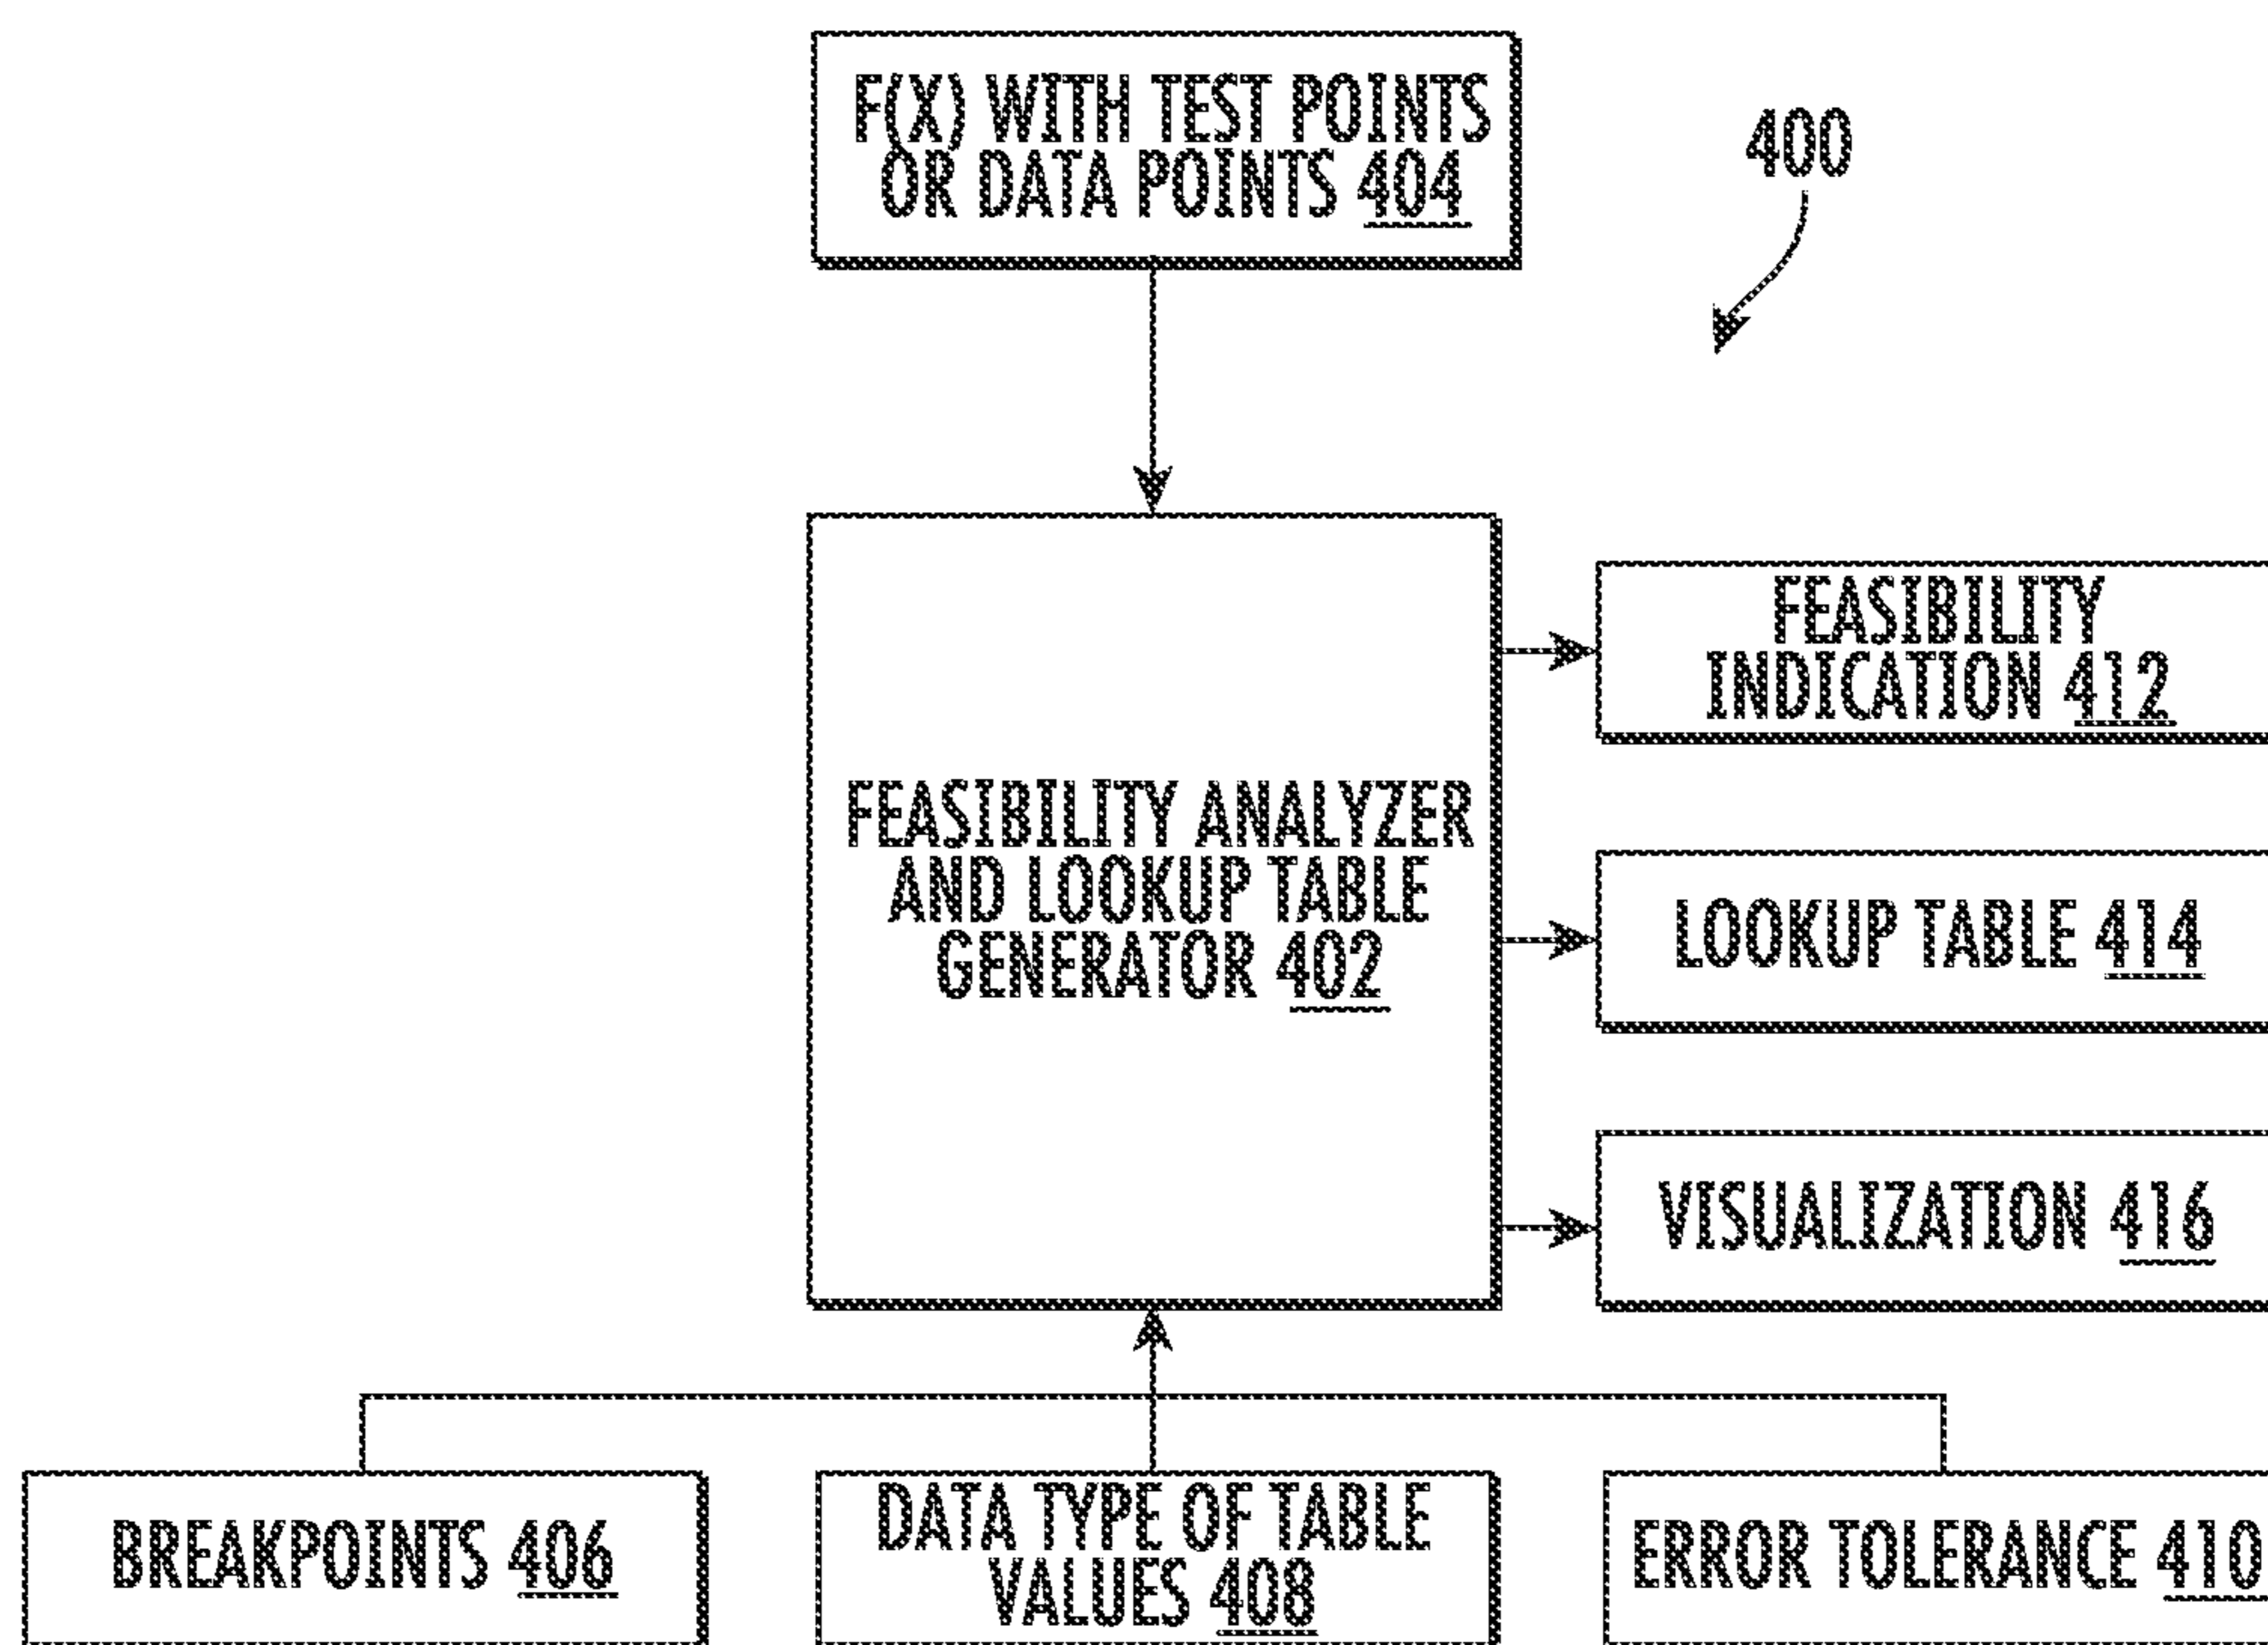 F(X) WITH TEST POINTS
OR DATA POINTS 404
400
FEASIBILITY ANALYZER
AND LOOKUP TABLE
GENERATOR 402
FEASIBILITY
INDICATION 412
LOOKUP TABLE 414
VISUALIZATION 416
BREAKPOINTS 406
DATA TYPE OF TABLE
VALUES 408
ERROR TOLERANCE 410